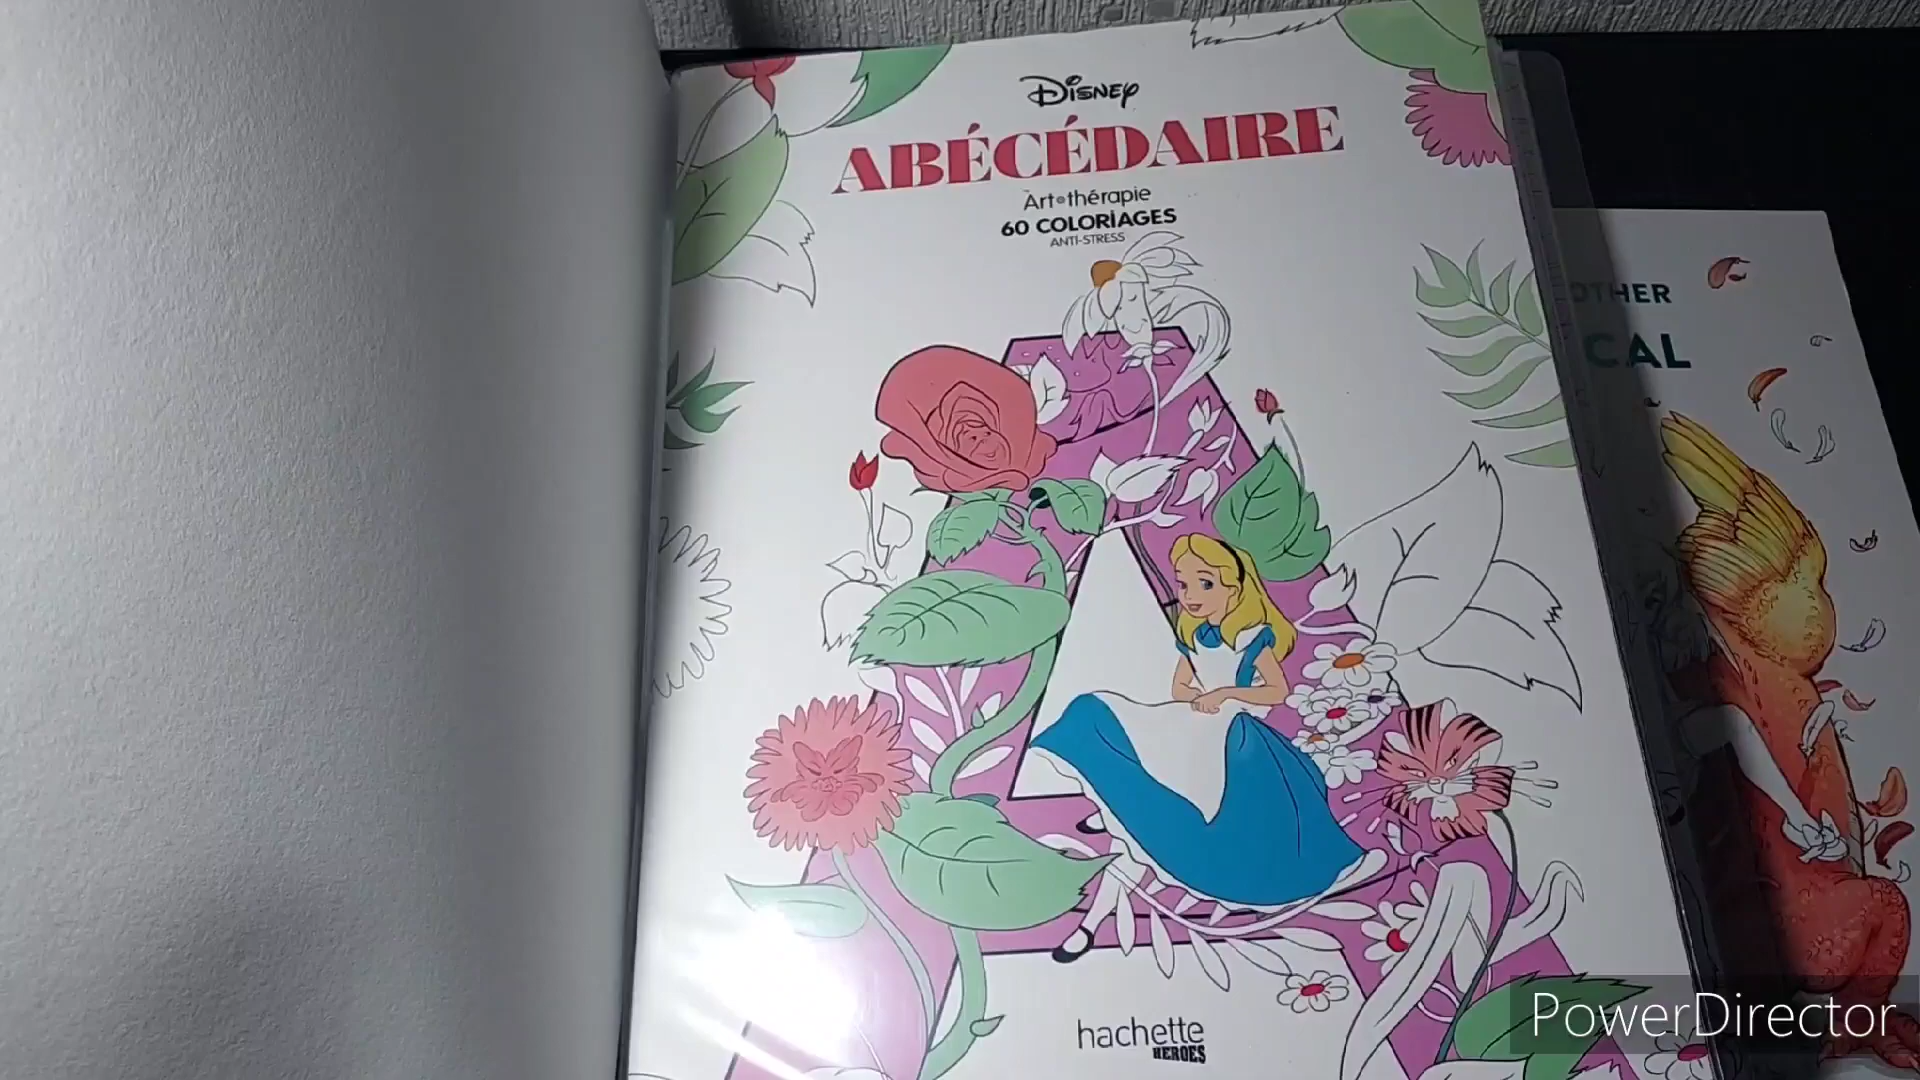 Disney
ABÉCÉDAIRE
Art•thérapie
60 COLORIAGES
ANTI-STRESS
OTHER
CAL
hachette
HEROES
PowerDirector